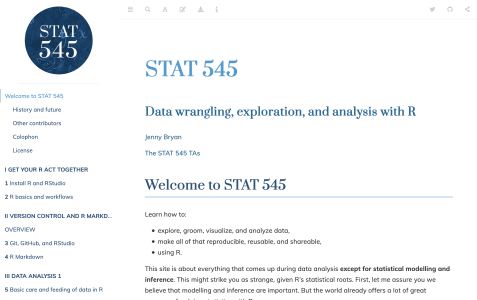 STAT
545
Welcome to STAT 545
History and future
Other contributors
Colophon
License
I GET YOUR R ACT TOGETHER
1 Install R and RStudio
2 R basics and workflows
II VERSION CONTROL AND R MARKD...
OVERVIEW
3 Git, GitHub, and RStudio
4 R Markdown
III DATA ANALYSIS 1
5 Basic care and feeding of data in R
STAT 545
Data wrangling, exploration, and analysis with R
Jenny Bryan
The STAT 545 TAs
Welcome to STAT 545
Learn how to:
• explore, groom, visualize, and analyze data,
• make all of that reproducible, reusable, and shareable,
• using R.
This site is about everything that comes up during data analysis except for statistical modelling and
inference. This might strike you as strange, given R's statistical roots. First, let me assure you we
believe that modelling and inference are important. But the world already offers a lot of great